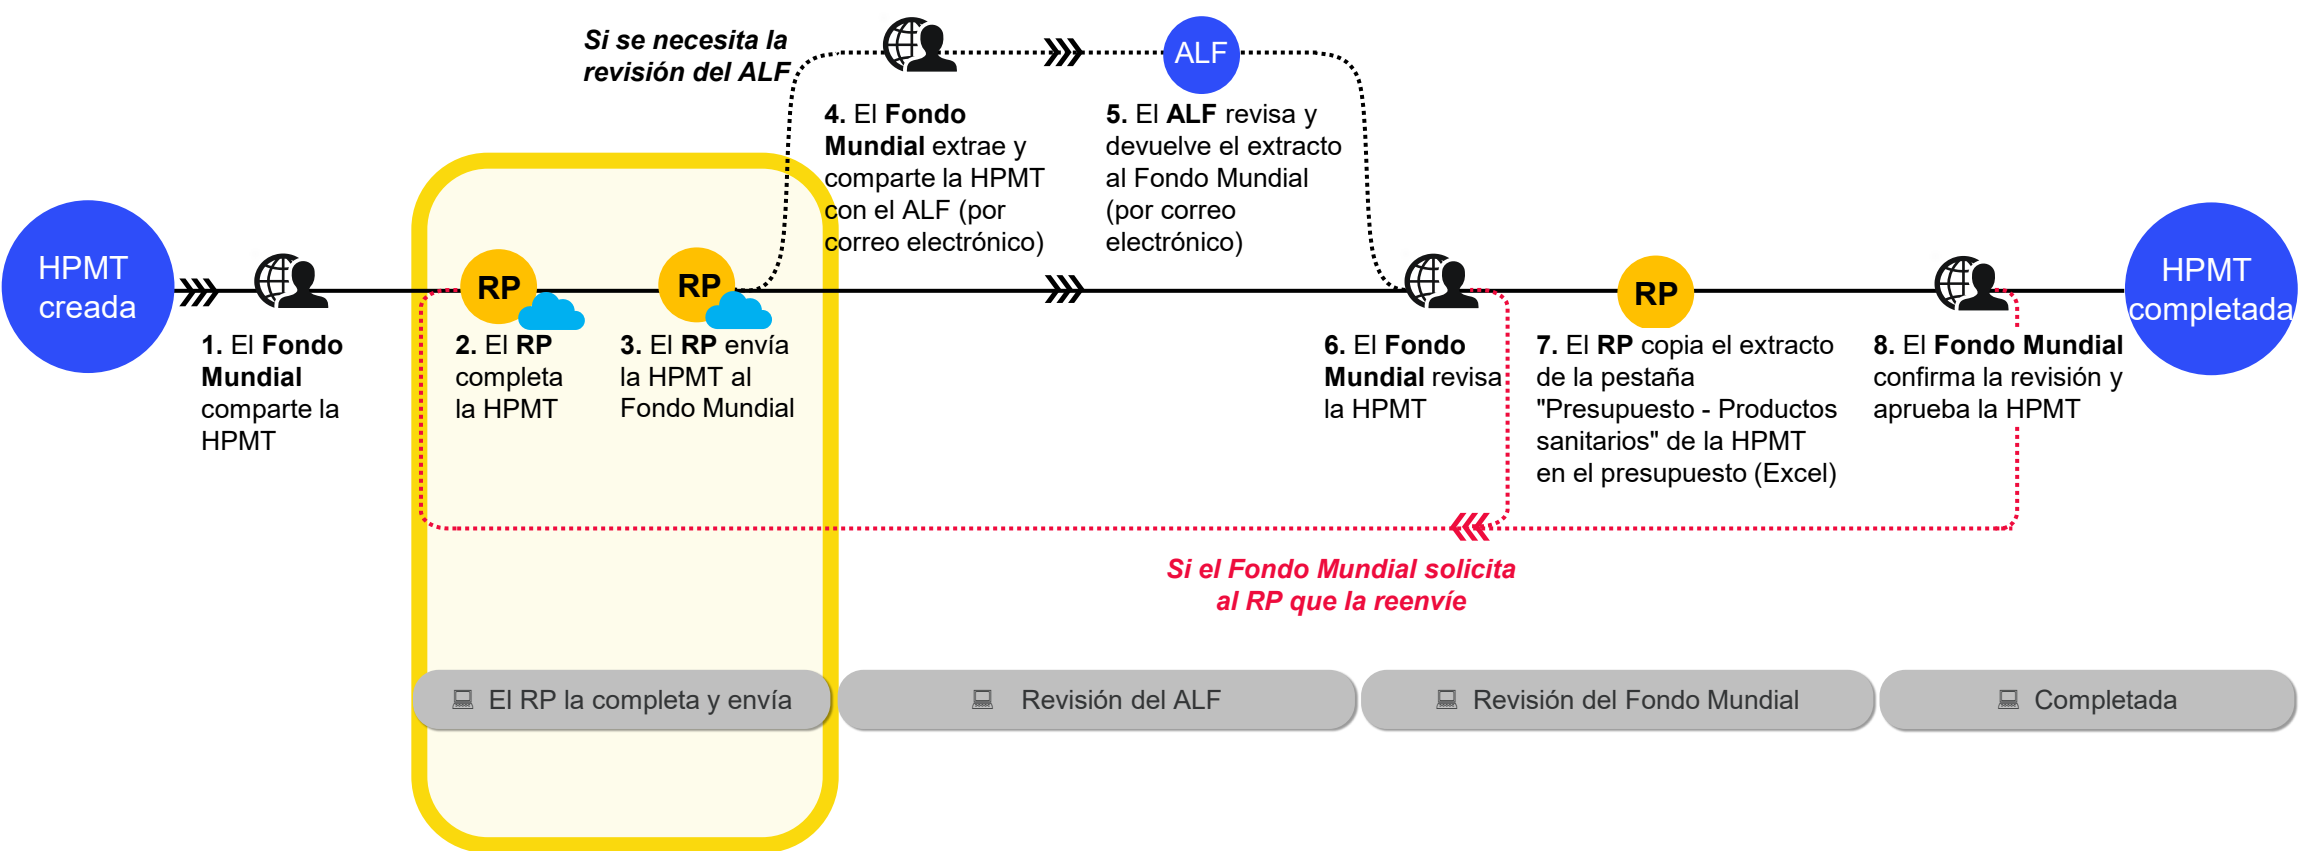 Si se necesita la
revisión del ALF
ALF
4. El Fondo
Mundial extrae y
comparte la HPMT
con el ALF (por
correo electrónico)
5. El ALF revisa y
devuelve el extracto
al Fondo Mundial
(por correo
electrónico)
HPMT
creada
RP
RP
RP
HPMT
completada
1. El Fondo
Mundial
comparte la
HPMT
2. El RP
completa
la HPMT
3. El RP envía
la HPMT al
Fondo Mundial
6. El Fondo
Mundial revisa
la HPMT
7. El RP copia el extracto
de la pestaña
"Presupuesto - Productos
sanitarios" de la HPMT
en el presupuesto (Excel)
8. El Fondo Mundial
confirma la revisión y
aprueba la HPMT
Si el Fondo Mundial solicita
al RP que la reenvíe
El RP la completa y envía
Revisión del ALF
Revisión del Fondo Mundial
Completada